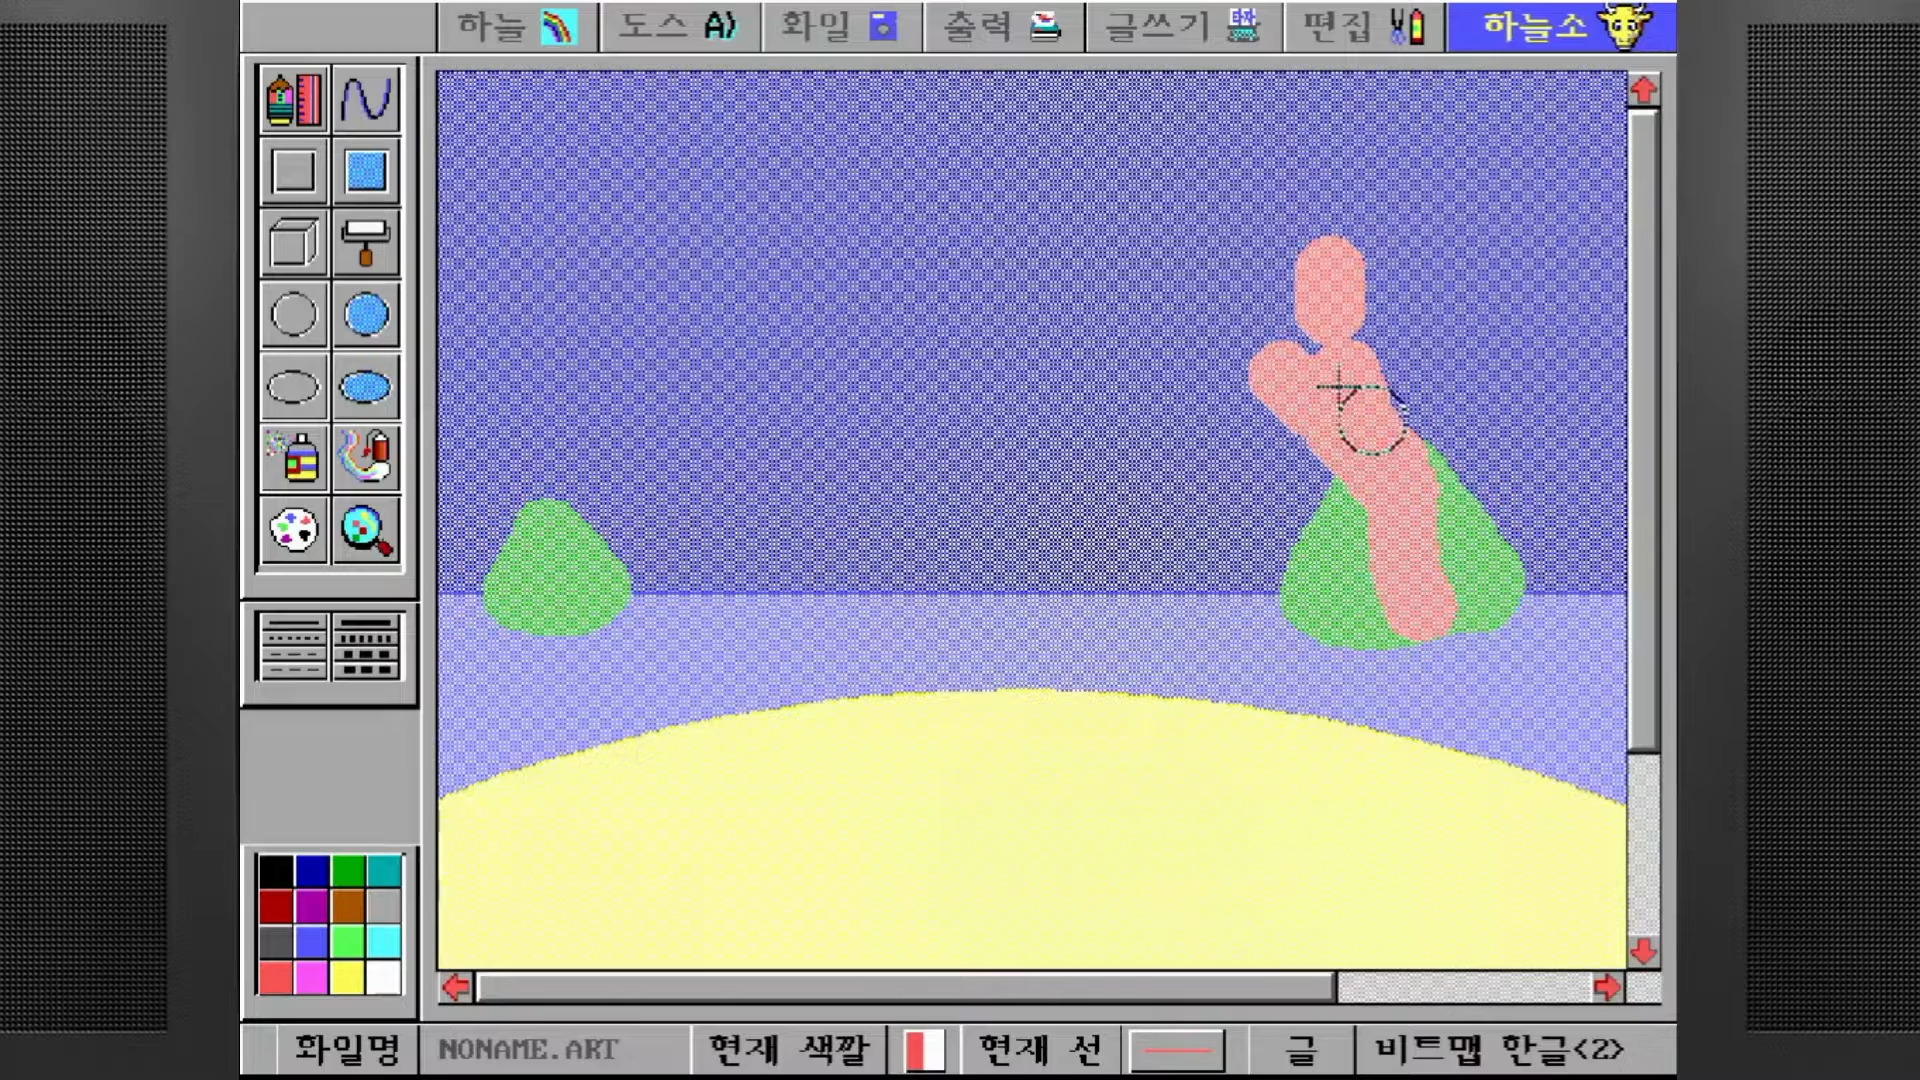 하늘 도스 A) 화일 출력 글쓰기 편집 하늘소
화일명 NONAME.ART 현재 색깔 현재 선 글 비트맵 한글<2>